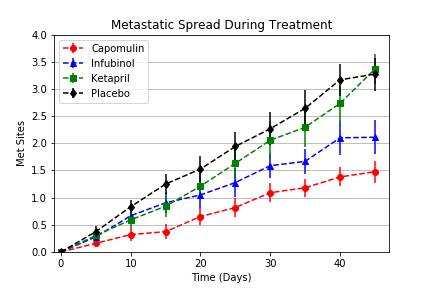 Metastatic Spread During Treatment
4.0
3.5
3.0
2.5
2.0
1.5
1.0
0.5
0.0
Met Sites
Capomulin
Infubinol
Ketapril
Placebo
0 10 20 30 40
Time (Days)